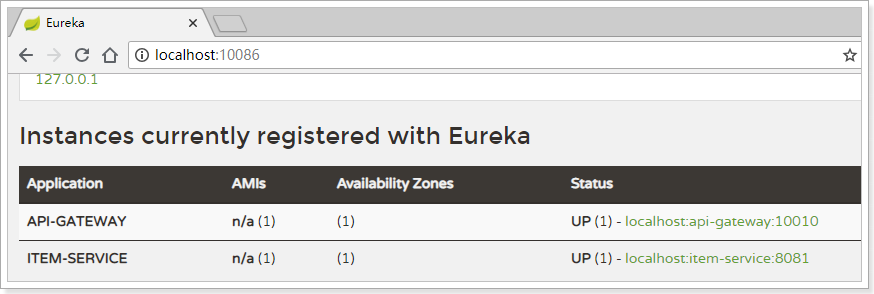 Eureka
localhost:10086
127.0.0.1
Instances currently registered with Eureka
Application AMIs Availability Zones Status
API-GATEWAY n/a (1) (1) UP (1) - localhost:api-gateway:10010
ITEM-SERVICE n/a (1) (1) UP (1) - localhost:item-service:8081